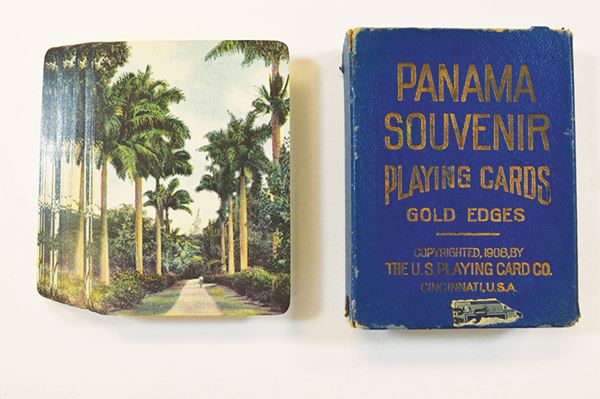 PANAMA
SOUVENIR
PLAYING CARDS
GOLD EDGES
COPYRIGHTED, 1908, BY
THE U.S. PLAYING CARD CO.
CINCINNATI, U.S.A.